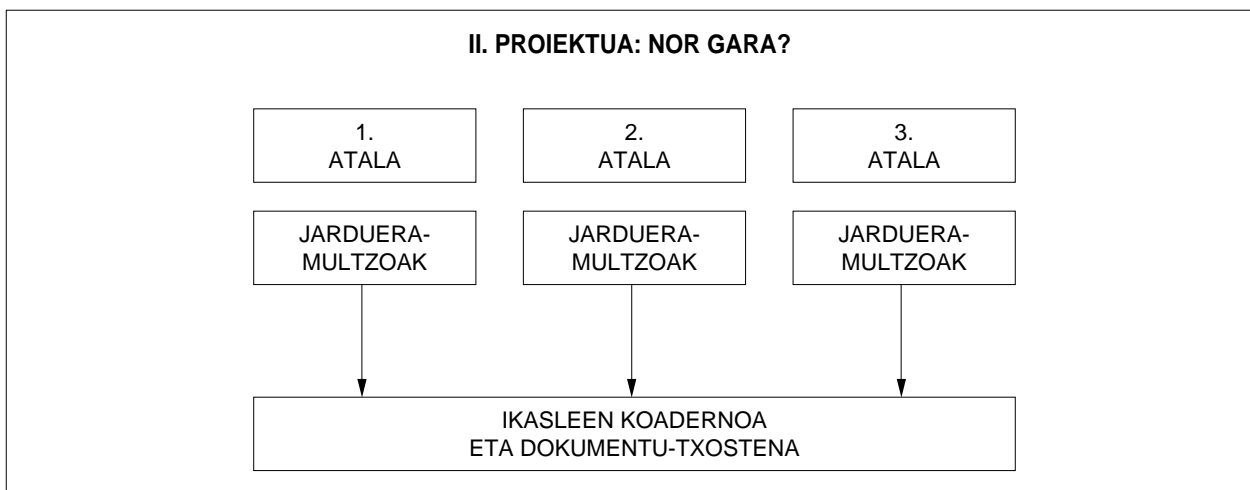 II. PROIEKTUA: NOR GARA?
1.
ATALA
2.
ATALA
3.
ATALA
JARDUERA-
MULTZOAK
JARDUERA-
MULTZOAK
JARDUERA-
MULTZOAK
IKASLEEN KOADERNOA
ETA DOKUMENTU-TXOSTENA